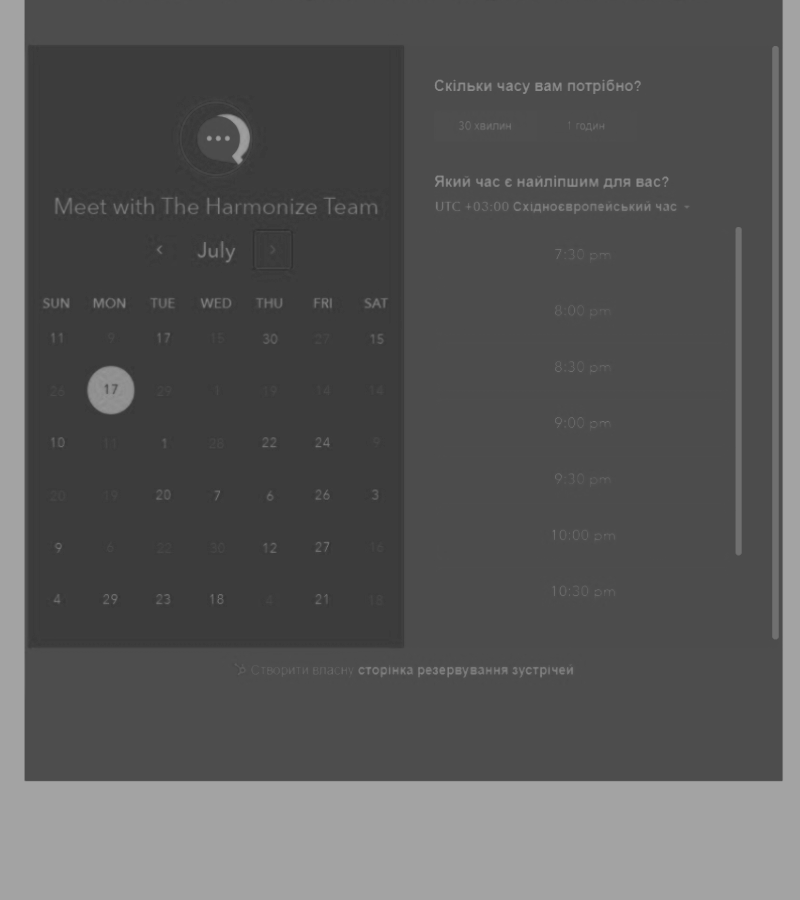 Meet with The Harmonize Team
‹ July ›
SUN MON TUE WED THU FRI SAT
11 9 17 15 30 27 15
26 17 29 1 19 14 14
10 11 1 28 22 24 9
20 19 20 7 6 26 3
9 6 22 30 12 27 16
4 29 23 18 4 21 18
Скільки часу вам потрібно?
30 хвилин 1 годин
Який час є найліпшим для вас?
UTC +03:00 Східноєвропейський час
7:30 pm
8:00 pm
8:30 pm
9:00 pm
9:30 pm
10:00 pm
10:30 pm
Створити власну сторінка резервування зустрічей